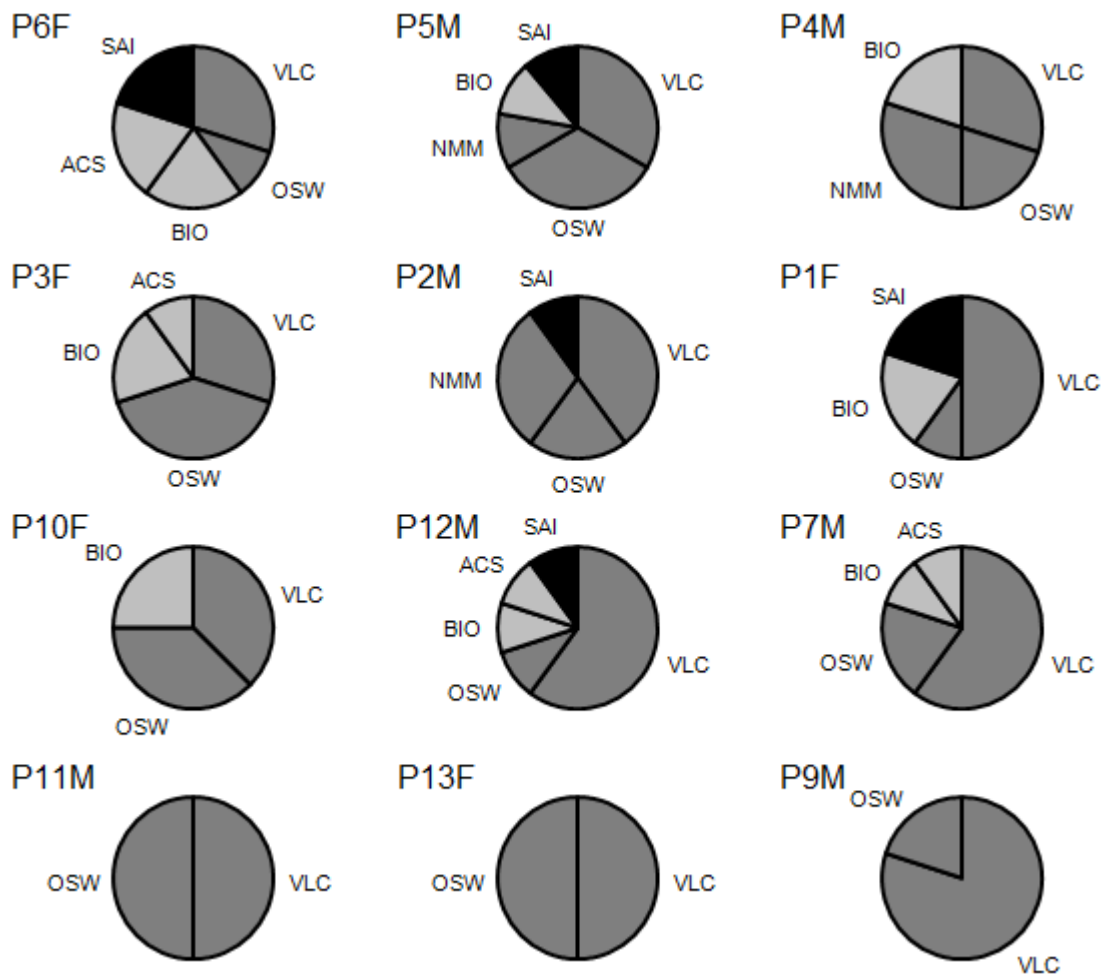 P6F
SAI
VLC
ACS
OSW
BIO
P5M
SAI
BIO
VLC
NMM
OSW
P4M
BIO
VLC
NMM
OSW
P3F
ACS
VLC
BIO
OSW
P2M
SAI
VLC
NMM
OSW
P1F
SAI
VLC
BIO
OSW
P10F
BIO
VLC
OSW
P12M
SAI
ACS
BIO
VLC
OSW
P7M
ACS
BIO
OSW
VLC
P11M
OSW
VLC
P13F
OSW
VLC
P9M
OSW
VLC